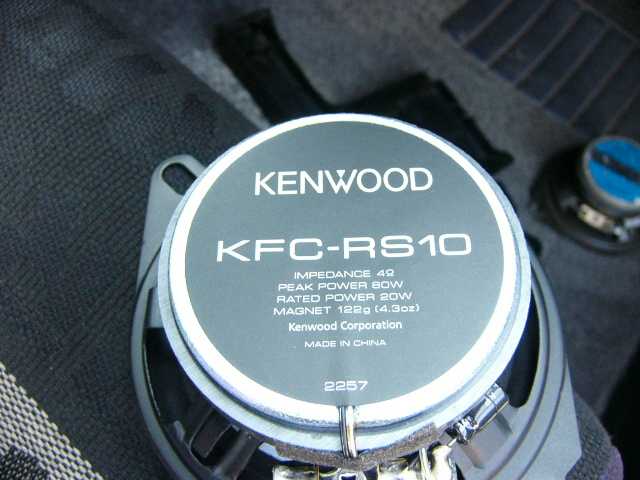 KENWOOD
KFC-RS10
IMPEDANCE 4Ω
PEAK POWER 80W
RATED POWER 20W
MAGNET 122g (4.3oz)
Kenwood Corporation
MADE IN CHINA
2257